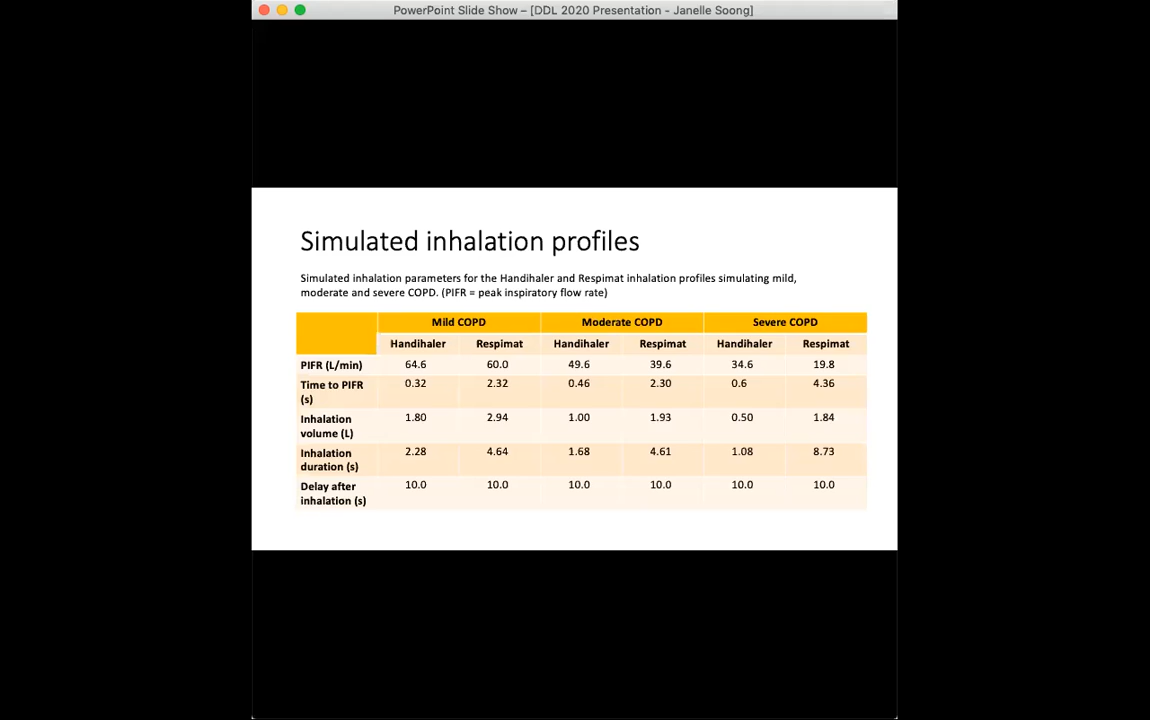 PowerPoint Slide Show – [DDL 2020 Presentation - Janelle Soong]
Simulated inhalation profiles
Simulated inhalation parameters for the Handihaler and Respimat inhalation profiles simulating mild,
moderate and severe COPD. (PIFR = peak inspiratory flow rate)
Mild COPD Moderate COPD Severe COPD
Handihaler Respimat Handihaler Respimat Handihaler Respimat
PIFR (L/min) 64.6 60.0 49.6 39.6 34.6 19.8
Time to PIFR 0.32 2.32 0.46 2.30 0.6 4.36
(s)
Inhalation 1.80 2.94 1.00 1.93 0.50 1.84
volume (L)
Inhalation 2.28 4.64 1.68 4.61 1.08 8.73
duration (s)
Delay after 10.0 10.0 10.0 10.0 10.0 10.0
inhalation (s)